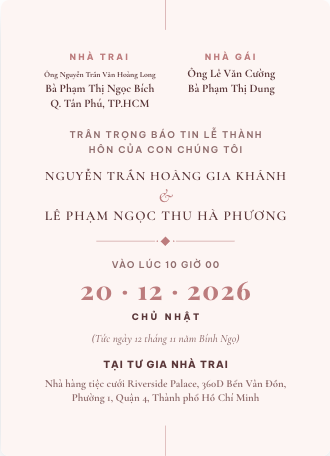 NHÀ TRAI
Ông Nguyễn Trần Văn Hoàng Long
Bà Phạm Thị Ngọc Bích
Q. Tân Phú, TP.HCM
NHÀ GÁI
Ông Lê Văn Cường
Bà Phạm Thị Dung
TRÂN TRỌNG BÁO TIN LỄ THÀNH
HÔN CỦA CON CHÚNG TÔI
NGUYỄN TRẦN HOÀNG GIA KHÁNH
&
LÊ PHẠM NGỌC THU HÀ PHƯƠNG
VÀO LÚC 10 GIỜ 00
20 · 12 · 2026
CHỦ NHẬT
(Tức ngày 12 tháng 11 năm Bính Ngọ)
TẠI TƯ GIA NHÀ TRAI
Nhà hàng tiệc cưới Riverside Palace, 360D Bến Vân Đồn,
Phường 1, Quận 4, Thành phố Hồ Chí Minh